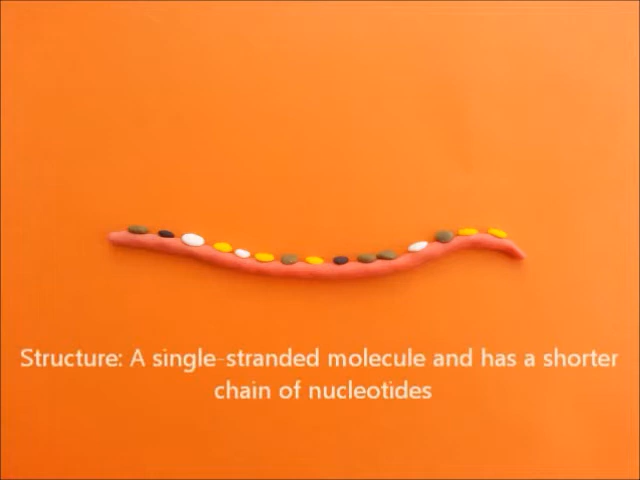 Structure: A single-stranded molecule and has a shorter
chain of nucleotides